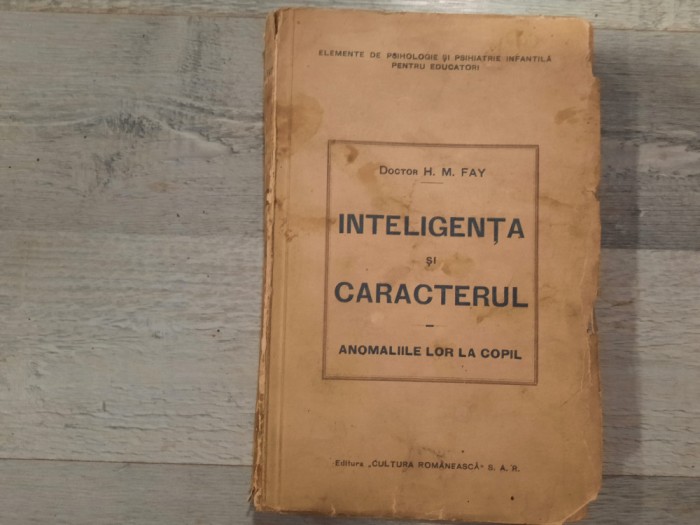 ELEMENTE DE PSIHOLOGIE ȘI PSIHIATRIE INFANTILĂ
PENTRU EDUCATORI
DOCTOR H. M. FAY
INTELIGENȚA
ȘI
CARACTERUL
ANOMALIILE LOR LA COPIL
Editura „CULTURA ROMÂNEASCĂ" S. A. R.